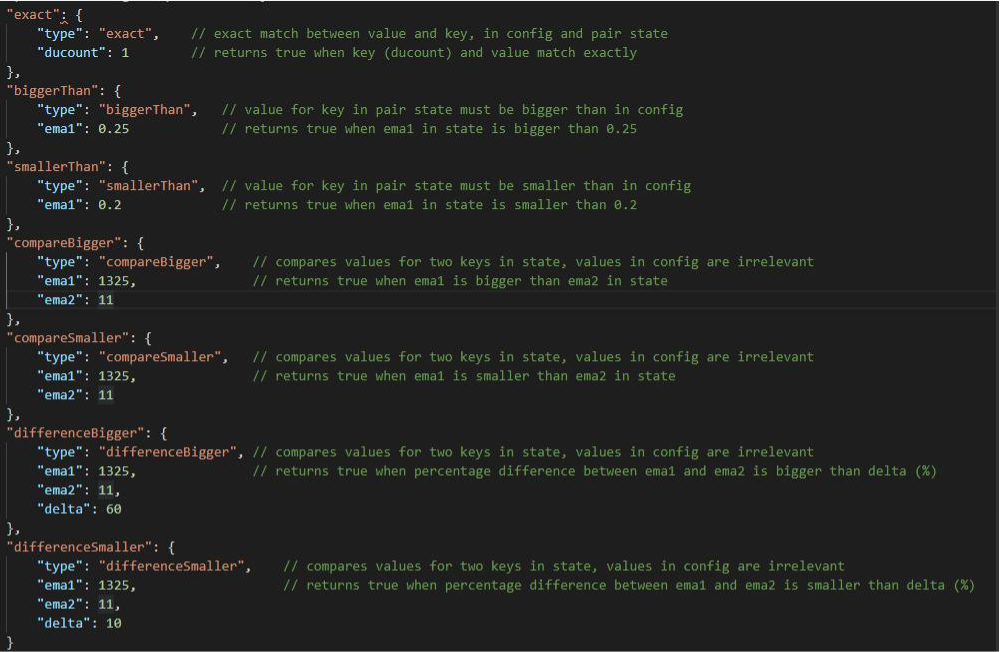 "exact": {
"type": "exact", // exact match between value and key, in config and pair state
"ducount": 1 // returns true when key (ducount) and value match exactly
},
"biggerThan": {
"type": "biggerThan", // value for key in pair state must be bigger than in config
"ema1": 0.25 // returns true when ema1 in state is bigger than 0.25
},
"smallerThan": {
"type": "smallerThan", // value for key in pair state must be smaller than in config
"ema1": 0.2 // returns true when ema1 in state is smaller than 0.2
},
"compareBigger": {
"type": "compareBigger", // compares values for two keys in state, values in config are irrelevant
"ema1": 1325, // returns true when ema1 is bigger than ema2 in state
"ema2": 11
},
"compareSmaller": {
"type": "compareSmaller", // compares values for two keys in state, values in config are irrelevant
"ema1": 1325, // returns true when ema1 is smaller than ema2 in state
"ema2": 11
},
"differenceBigger": {
"type": "differenceBigger", // compares values for two keys in state, values in config are irrelevant
"ema1": 1325, // returns true when percentage difference between ema1 and ema2 is bigger than delta (%)
"ema2": 11,
"delta": 60
},
"differenceSmaller": {
"type": "differenceSmaller", // compares values for two keys in state, values in config are irrelevant
"ema1": 1325, // returns true when percentage difference between ema1 and ema2 is smaller than delta (%)
"ema2": 11,
"delta": 10
}